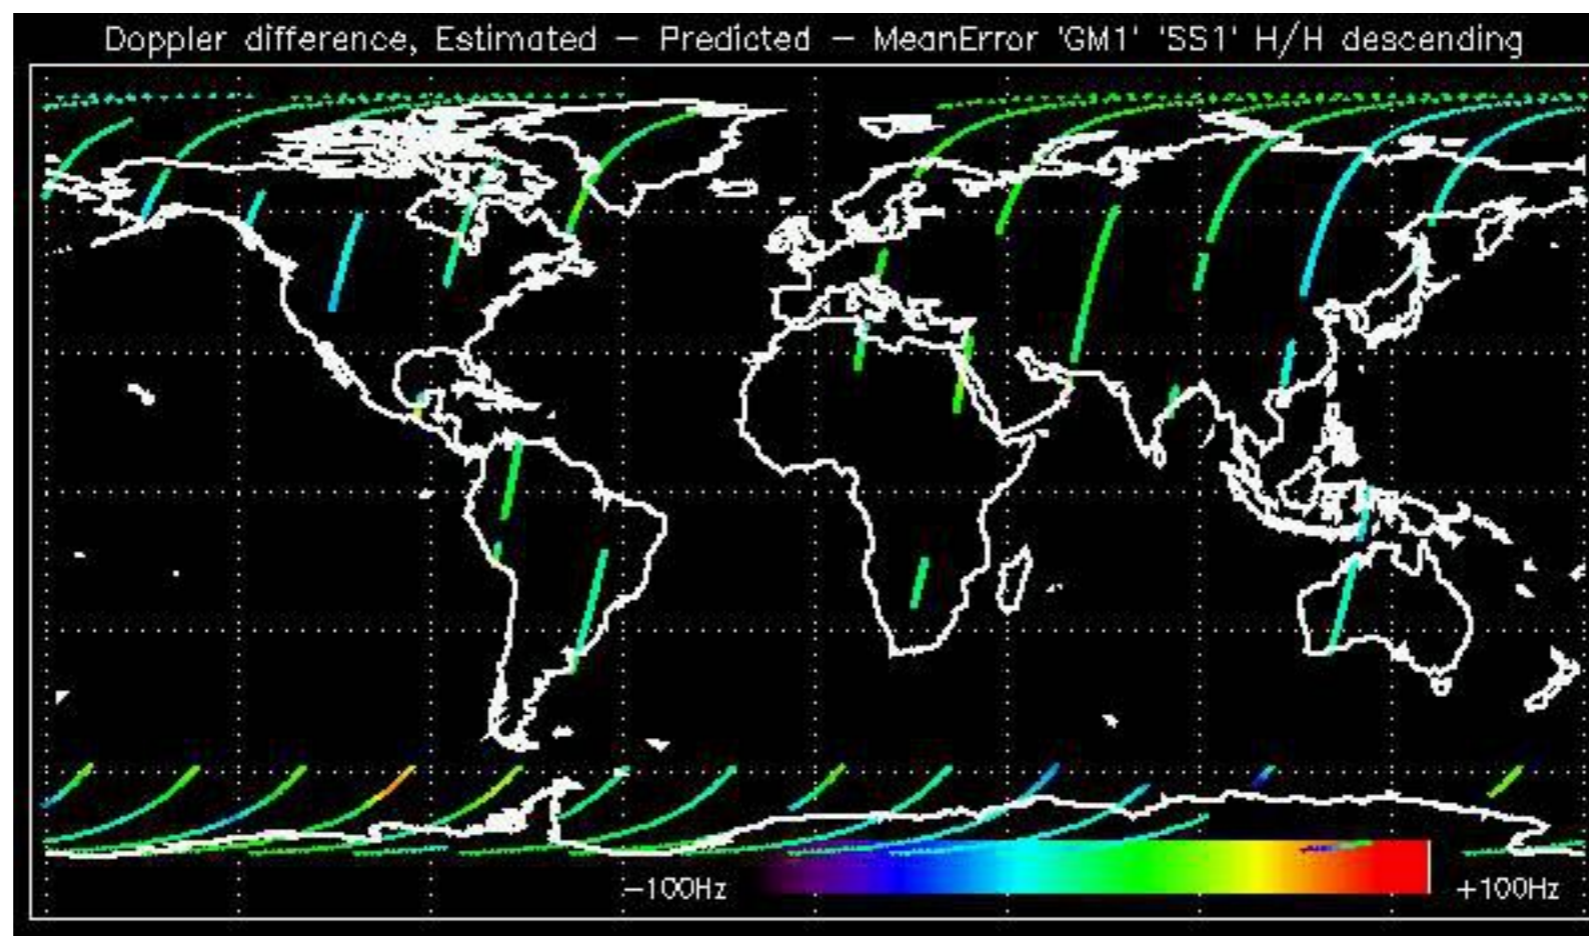 Doppler difference, Estimated – Predicted – MeanError 'GM1' 'SS1' H/H descending
–100Hz
+100Hz